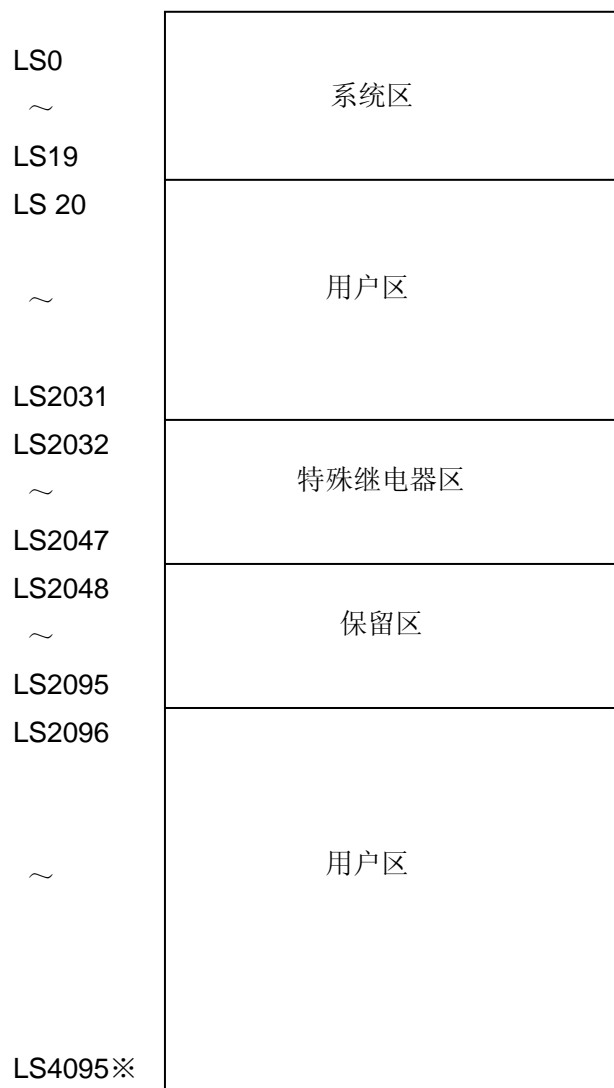 LS0
～ 系统区
LS19
LS 20
～ 用户区
LS2031
LS2032
～ 特殊继电器区
LS2047
LS2048
～ 保留区
LS2095
LS2096
～ 用户区
LS4095※